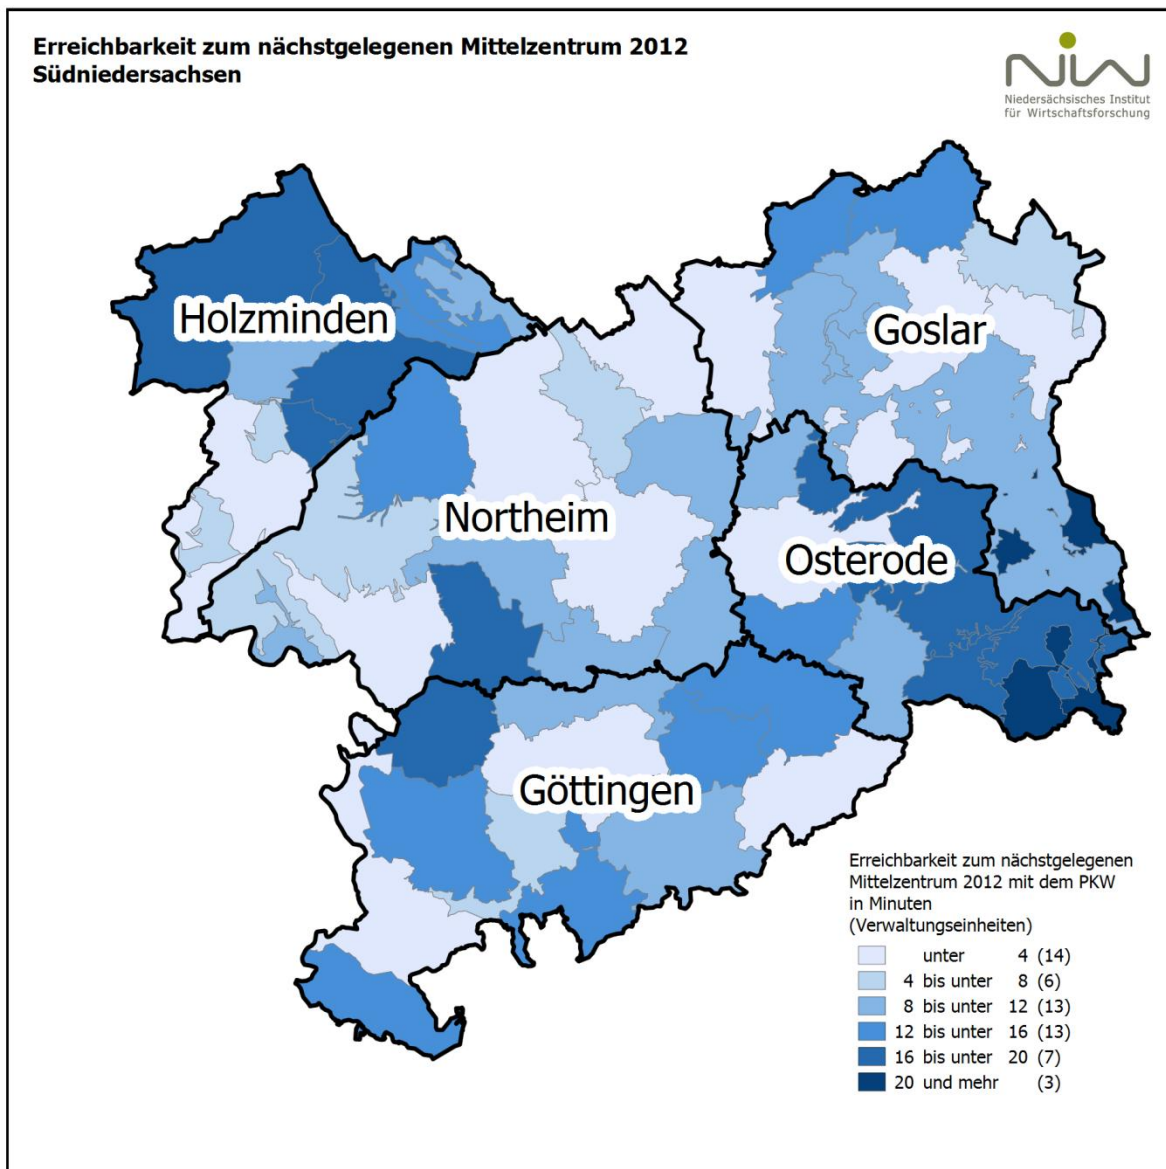 Erreichbarkeit zum nächstgelegenen Mittelzentrum 2012
Südniedersachsen
NIW
Niedersächsisches Institut
für Wirtschaftsforschung
Holzminden
Goslar
Northeim
Osterode
Göttingen
Erreichbarkeit zum nächstgelegenen
Mittelzentrum 2012 mit dem PKW
in Minuten
(Verwaltungseinheiten)
unter 4 (14)
4 bis unter 8 (6)
8 bis unter 12 (13)
12 bis unter 16 (13)
16 bis unter 20 (7)
20 und mehr (3)